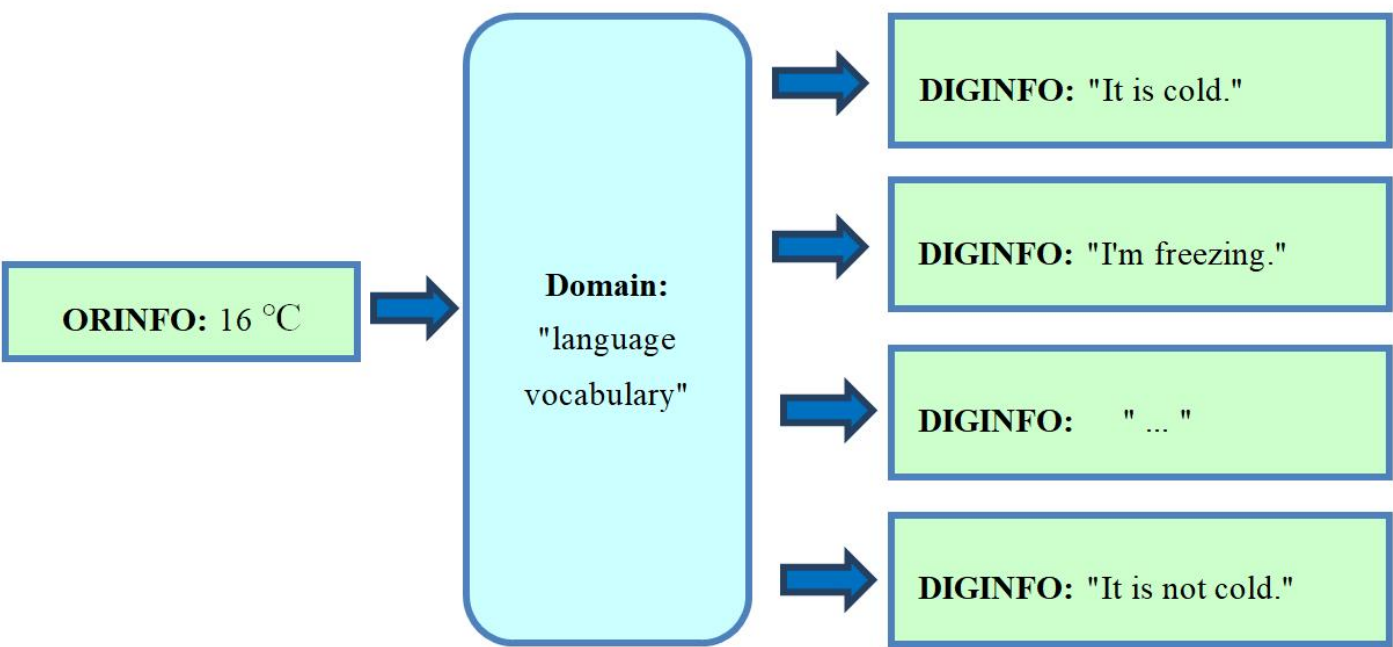 ORINFO: 16 °C
Domain:
"language
vocabulary"
DIGINFO: "It is cold."
DIGINFO: "I'm freezing."
DIGINFO: " ... "
DIGINFO: "It is not cold."